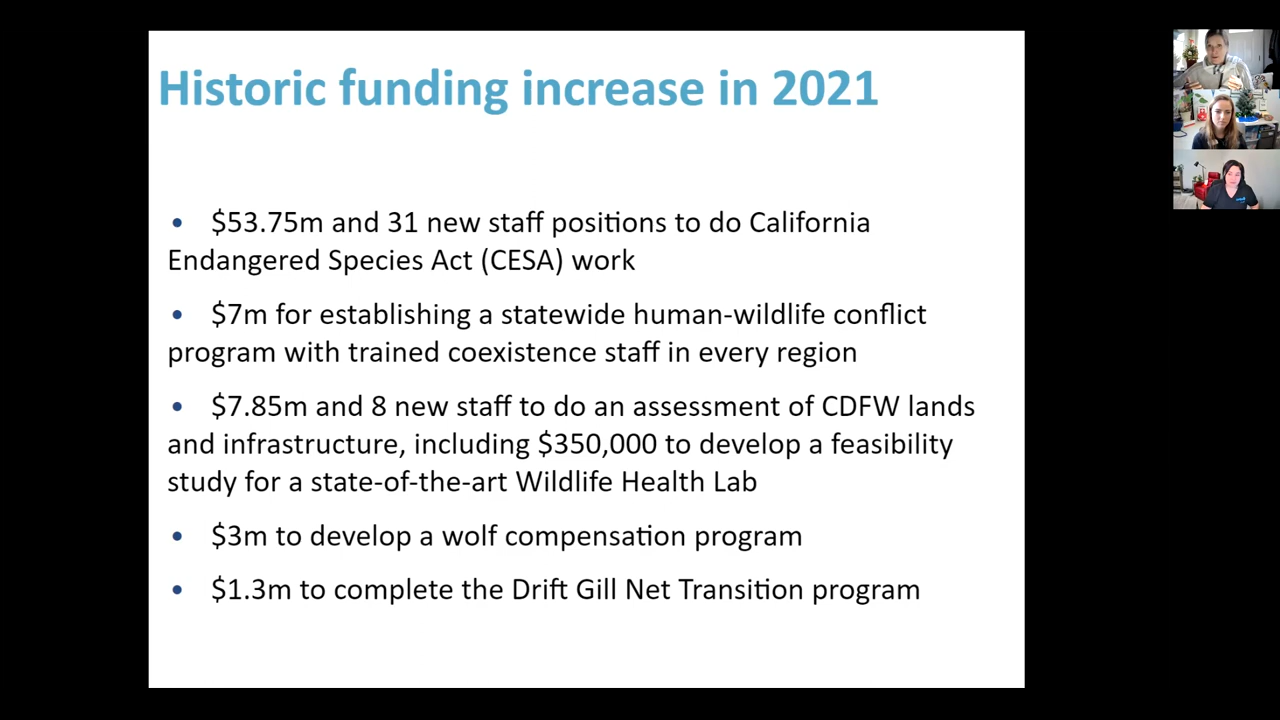 Historic funding increase in 2021
• $53.75m and 31 new staff positions to do California
Endangered Species Act (CESA) work
• $7m for establishing a statewide human-wildlife conflict
program with trained coexistence staff in every region
• $7.85m and 8 new staff to do an assessment of CDFW lands
and infrastructure, including $350,000 to develop a feasibility
study for a state-of-the-art Wildlife Health Lab
• $3m to develop a wolf compensation program
• $1.3m to complete the Drift Gill Net Transition program